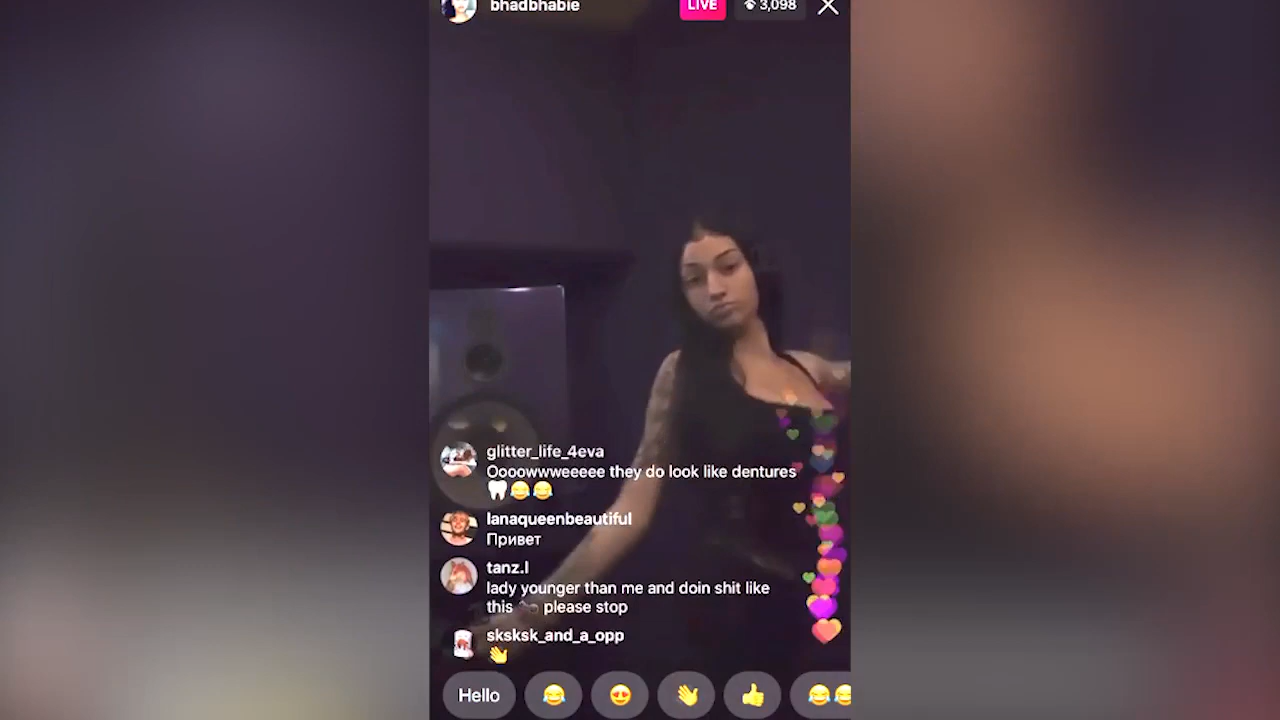 bhadbhabie
LIVE
3,098
glitter_life_4eva
Oooowwweeeee they do look like dentures
🦷😂😂
lanaqueenbeautiful
Привет
tanz.l
lady younger than me and doin shit like
this please stop
sksksk_and_a_opp
👋
Hello 😂 😍 👋 👍 😂😂